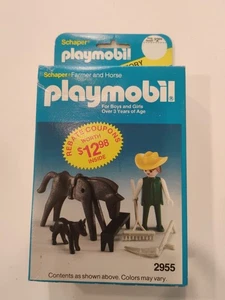 Schaper
playmobil
Schaper Farmer and Horse
playmobil
For Boys and Girls
Over 3 Years of Age
REBATE COUPONS
WORTH
$12.98
INSIDE
2955
Contents as shown above. Colors may vary.